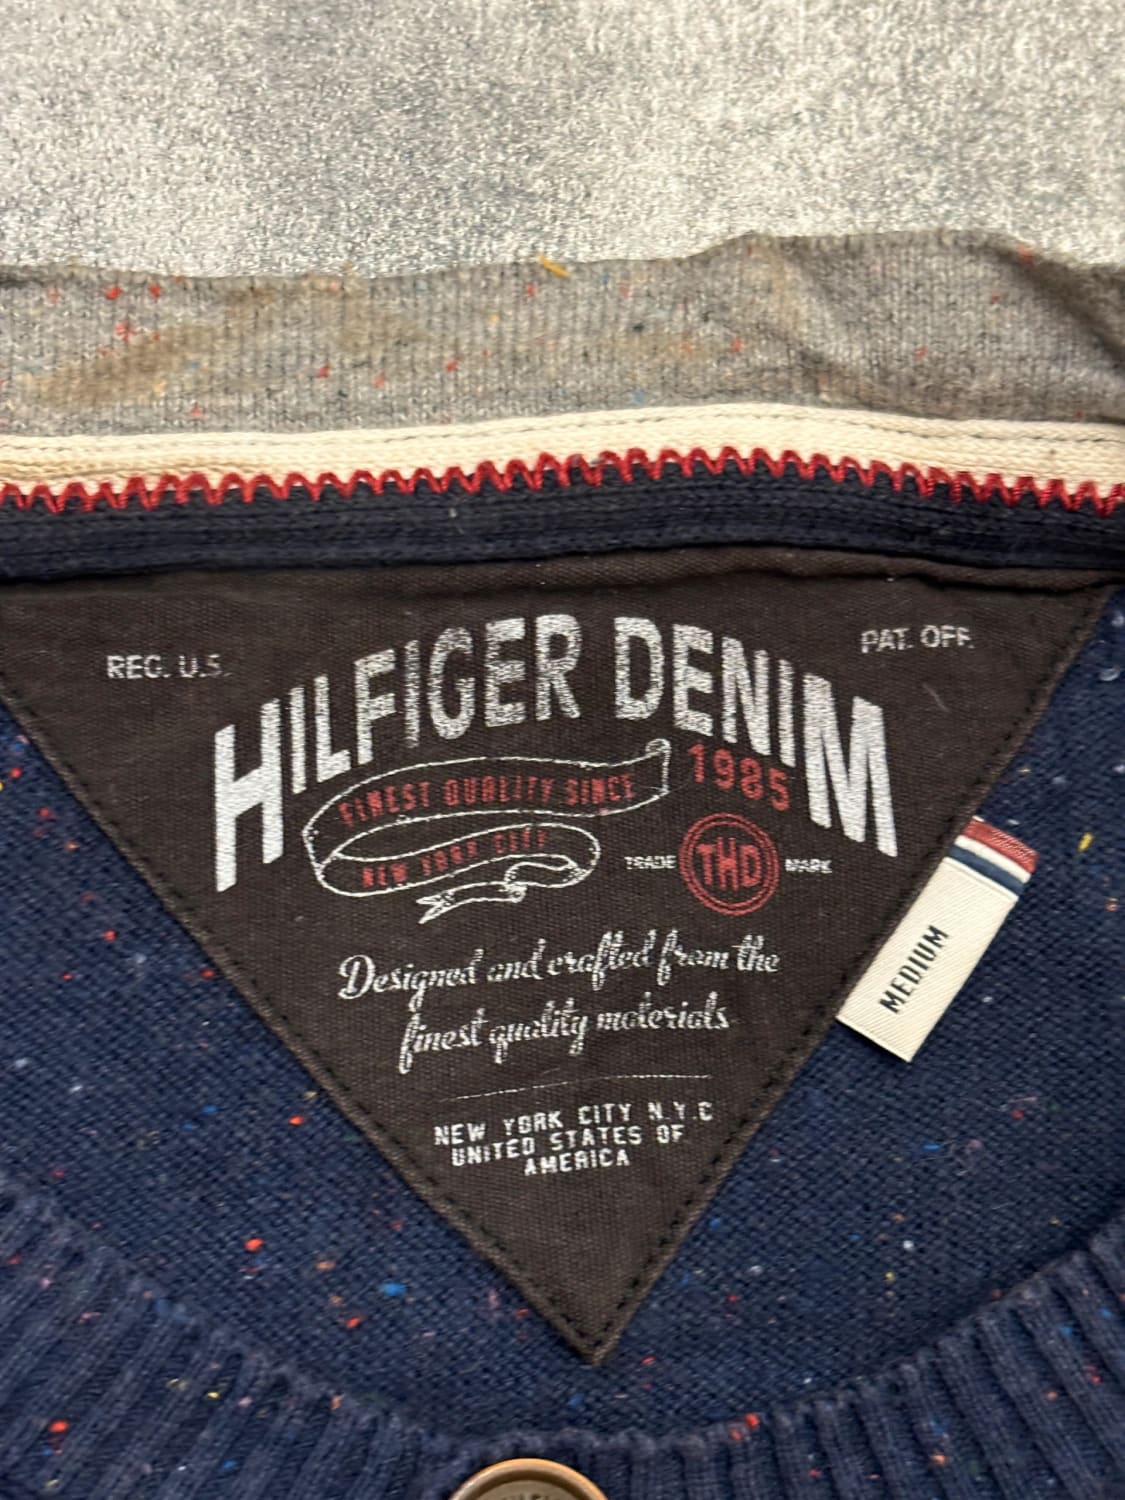 REG. U.S.
PAT. OFF.
HILFIGER DENIM
FINEST QUALITY SINCE
1985
NEW YORK CITY
TRADE THD MARK
Designed and crafted from the
finest quality materials
NEW YORK CITY N.Y.C
UNITED STATES OF
AMERICA
MEDIUM